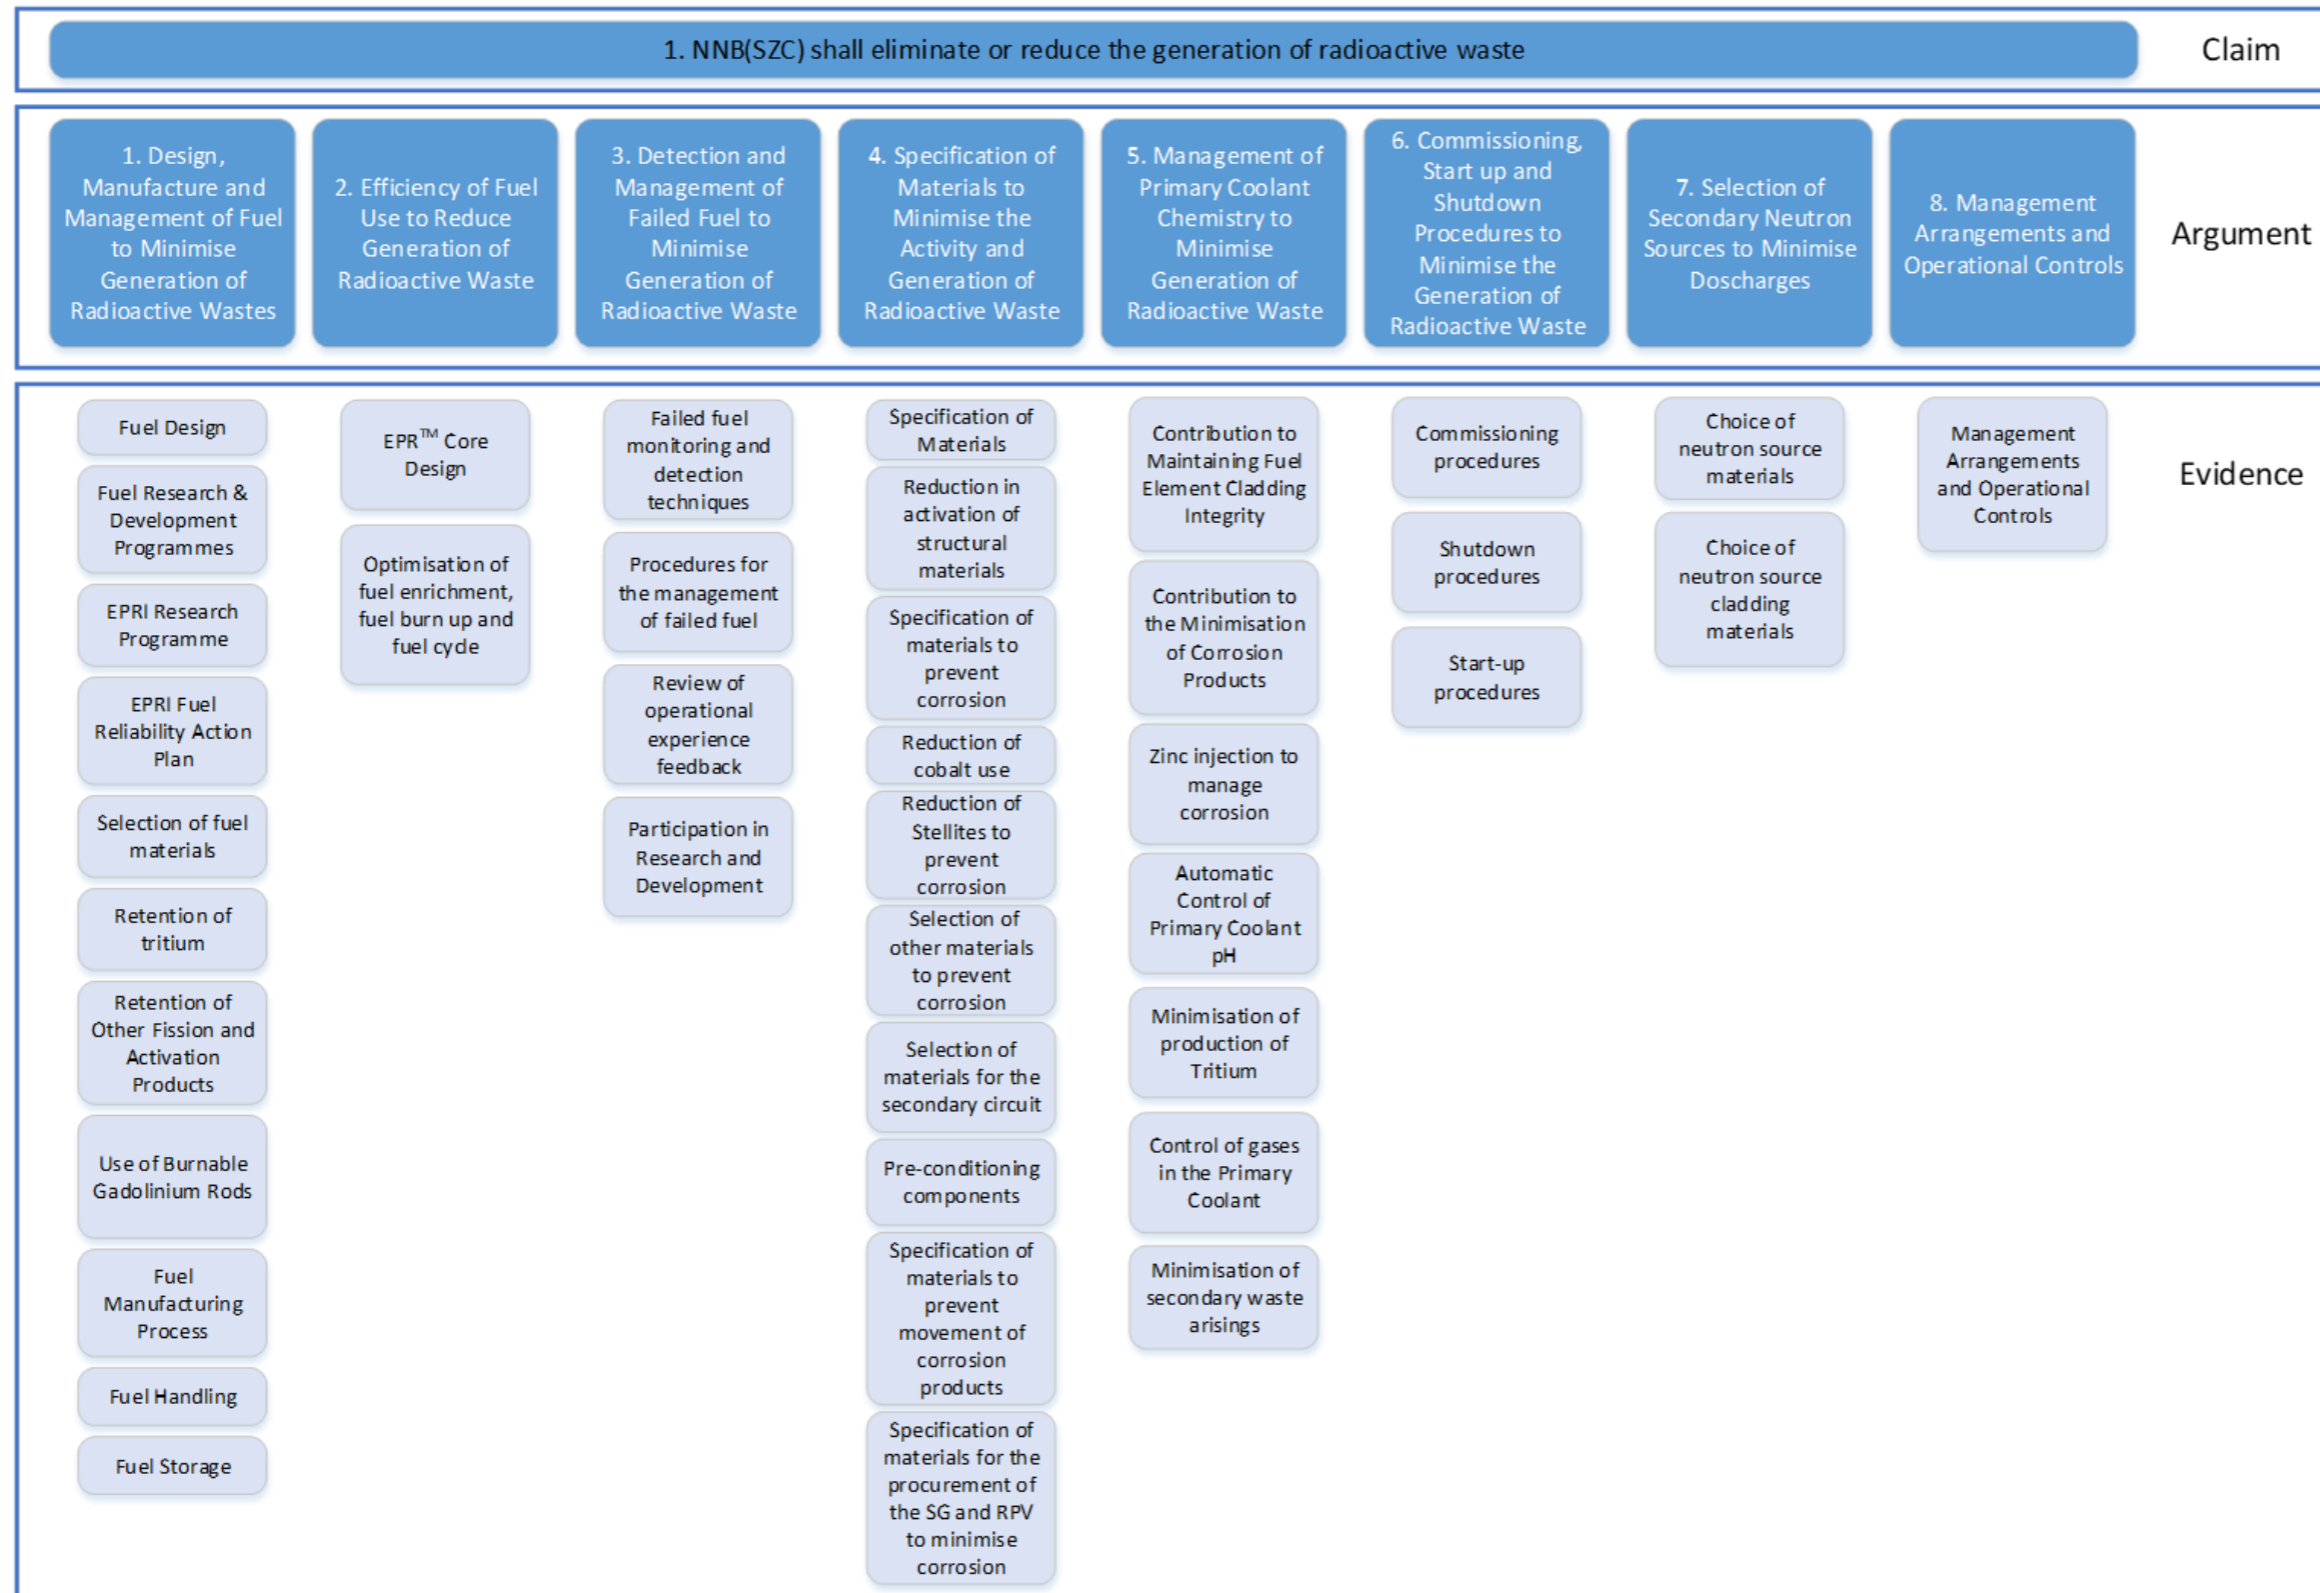 1. NNB(SZC) shall eliminate or reduce the generation of radioactive waste
Claim
1. Design,
Manufacture and
Management of Fuel
to Minimise
Generation of
Radioactive Wastes
2. Efficiency of Fuel
Use to Reduce
Generation of
Radioactive Waste
3. Detection and
Management of
Failed Fuel to
Minimise
Generation of
Radioactive Waste
4. Specification of
Materials to
Minimise the
Activity and
Generation of
Radioactive Waste
5. Management of
Primary Coolant
Chemistry to
Minimise
Generation of
Radioactive Waste
6. Commissioning,
Start up and
Shutdown
Procedures to
Minimise the
Generation of
Radioactive Waste
7. Selection of
Secondary Neutron
Sources to Minimise
Doscharges
8. Management
Arrangements and
Operational Controls
Argument
Fuel Design
Fuel Research &
Development
Programmes
EPRI Research
Programme
EPRI Fuel
Reliability Action
Plan
Selection of fuel
materials
Retention of
tritium
Retention of
Other Fission and
Activation
Products
Use of Burnable
Gadolinium Rods
Fuel
Manufacturing
Process
Fuel Handling
Fuel Storage
EPR™ Core
Design
Optimisation of
fuel enrichment,
fuel burn up and
fuel cycle
Failed fuel
monitoring and
detection
techniques
Procedures for
the management
of failed fuel
Review of
operational
experience
feedback
Participation in
Research and
Development
Specification of
Materials
Reduction in
activation of
structural
materials
Specification of
materials to
prevent
corrosion
Reduction of
cobalt use
Reduction of
Stellites to
prevent
corrosion
Selection of
other materials
to prevent
corrosion
Selection of
materials for the
secondary circuit
Pre-conditioning
components
Specification of
materials to
prevent
movement of
corrosion
products
Specification of
materials for the
procurement of
the SG and RPV
to minimise
corrosion
Contribution to
Maintaining Fuel
Element Cladding
Integrity
Contribution to
the Minimisation
of Corrosion
Products
Zinc injection to
manage
corrosion
Automatic
Control of
Primary Coolant
pH
Minimisation of
production of
Tritium
Control of gases
in the Primary
Coolant
Minimisation of
secondary waste
arisings
Commissioning
procedures
Shutdown
procedures
Start-up
procedures
Choice of
neutron source
materials
Choice of
neutron source
cladding
materials
Management
Arrangements
and Operational
Controls
Evidence